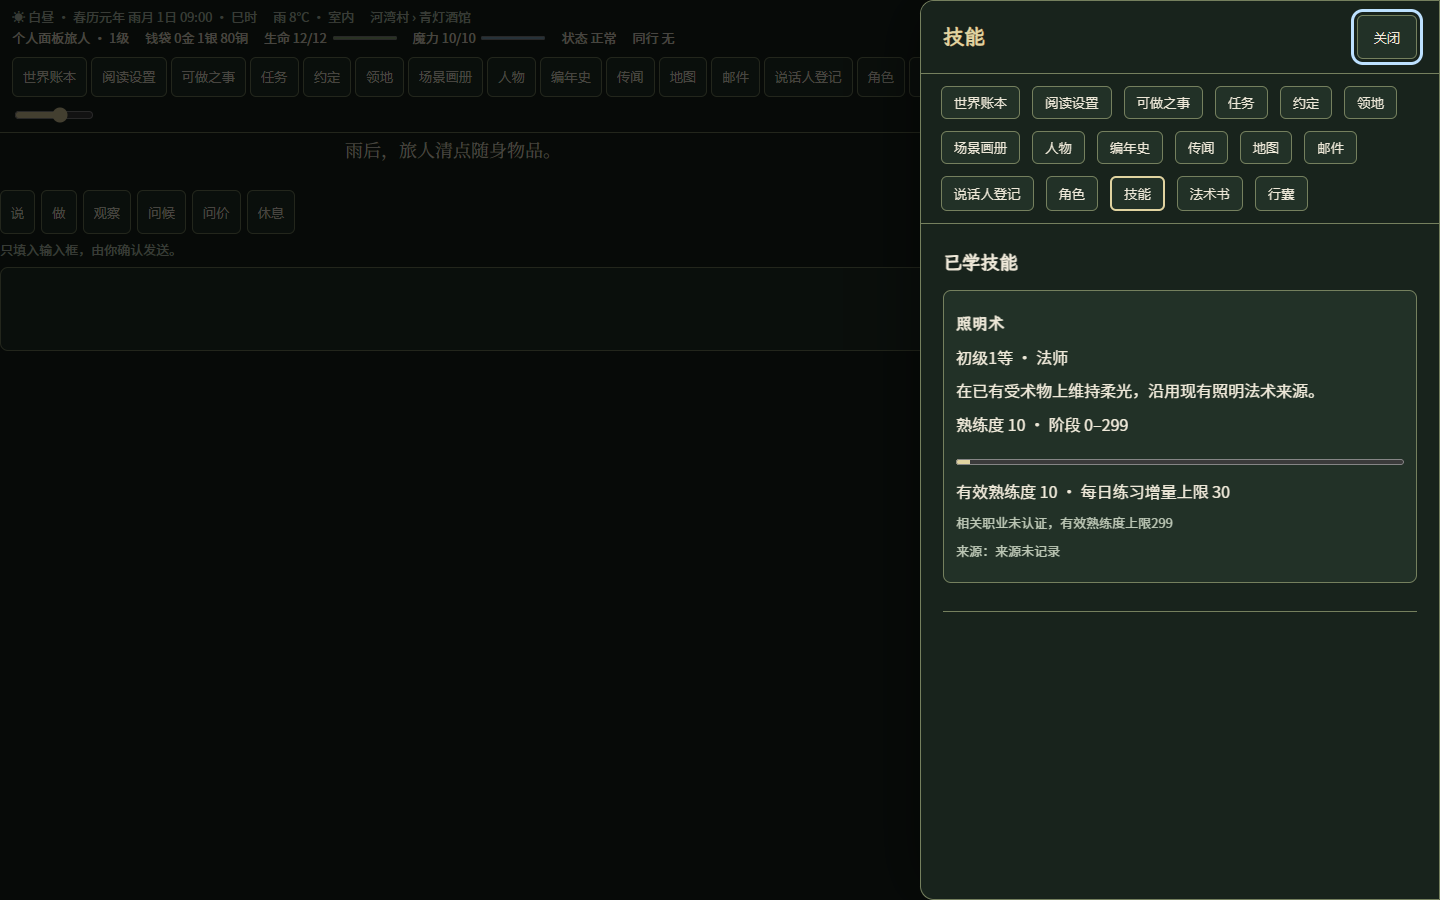 ☀ 白昼 · 春历元年 雨月 1日 09:00 · 巳时 雨 8°C · 室内 河湾村 › 青灯酒馆
个人面板旅人 · 1级 钱袋 0金 1银 80铜 生命 12/12 魔力 10/10 状态 正常 同行 无
世界账本 阅读设置 可做之事 任务 约定 领地 场景画册 人物 编年史 传闻 地图 邮件 说话人登记 角色
雨后，旅人清点随身物品。
说 做 观察 问候 问价 休息
只填入输入框，由你确认发送。
技能
关闭
世界账本 阅读设置 可做之事 任务 约定 领地
场景画册 人物 编年史 传闻 地图 邮件
说话人登记 角色 技能 法术书 行囊
已学技能
照明术
初级1等 · 法师
在已有受术物上维持柔光，沿用现有照明法术来源。
熟练度 10 · 阶段 0–299
有效熟练度 10 · 每日练习增量上限 30
相关职业未认证，有效熟练度上限299
来源：来源未记录